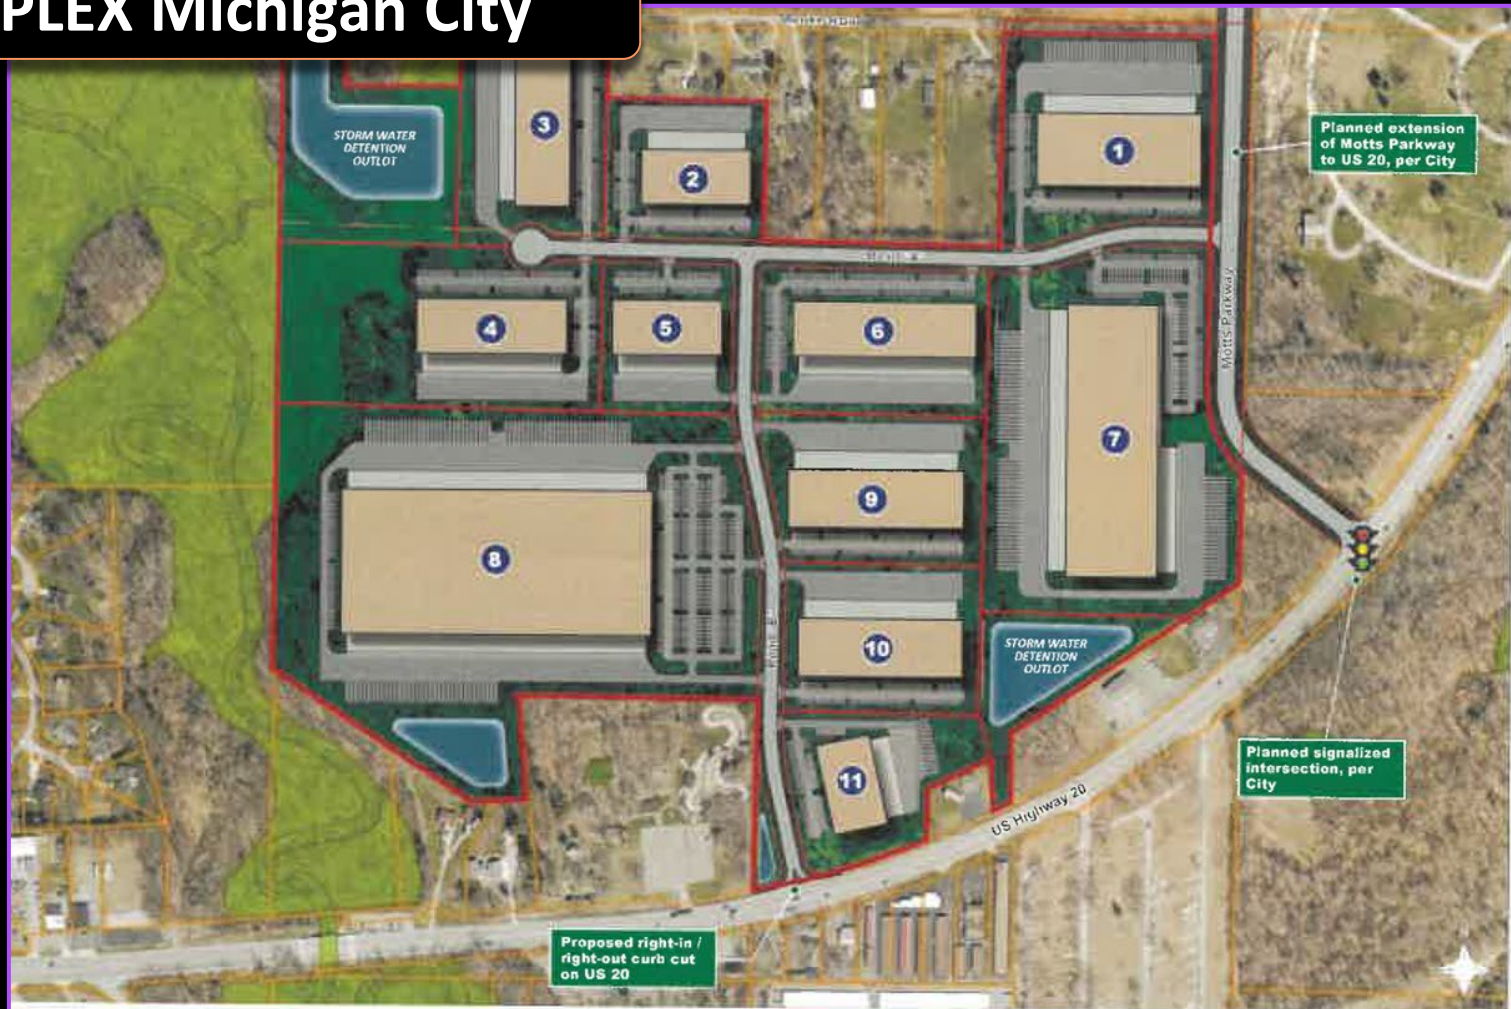 PLEX Michigan City
3
STORM WATER
DETENTION
OUTLOT
2
1
Planned extension
of Motts Parkway
to US 20, per City
4
5
6
Motts Parkway
7
8
9
10
STORM WATER
DETENTION
OUTLOT
11
Planned signalized
intersection, per
City
US Highway 20
Proposed right-in /
right-out curb cut
on US 20